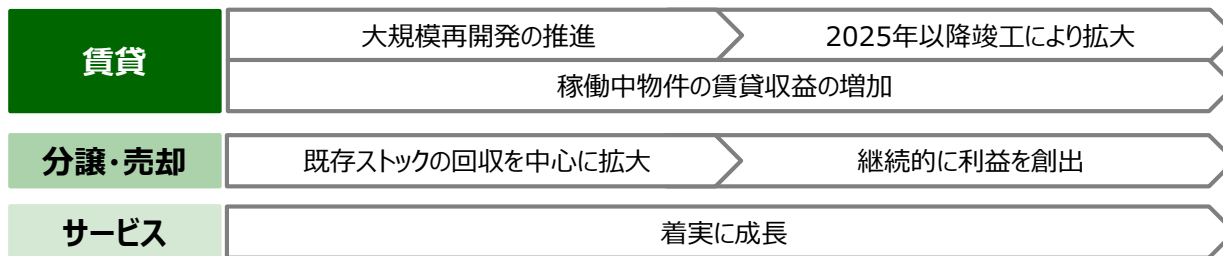 賃貸
大規模再開発の推進
2025年以降竣工により拡大
稼働中物件の賃貸収益の増加
分譲・売却
既存ストックの回収を中心に拡大
継続的に利益を創出
サービス
着実に成長